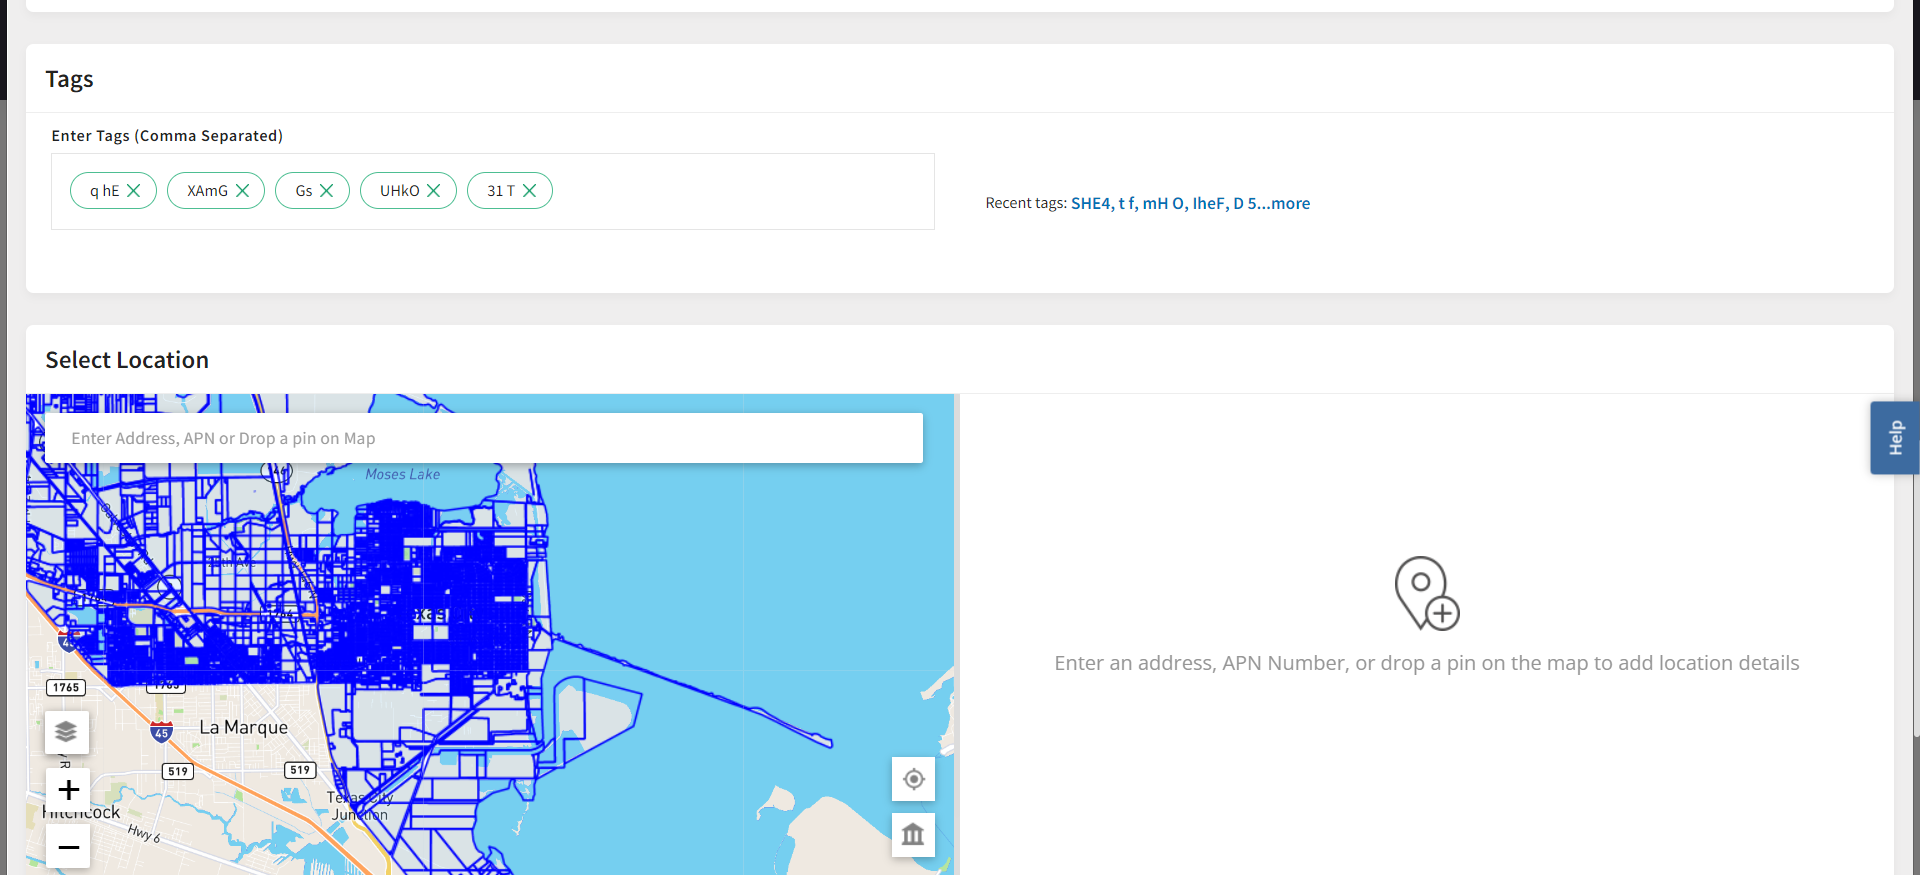 Tags
Enter Tags (Comma Separated)
q hE
XAmG
Gs
UHkO
31 T
Recent tags: SHE4, t f, mH O, IheF, D 5...more
Select Location
Enter Address, APN or Drop a pin on Map
Moses Lake
Help
1765
45
La Marque
519
519
Texas City
Junction
Hitchcock
Hwy 6
Enter an address, APN Number, or drop a pin on the map to add location details